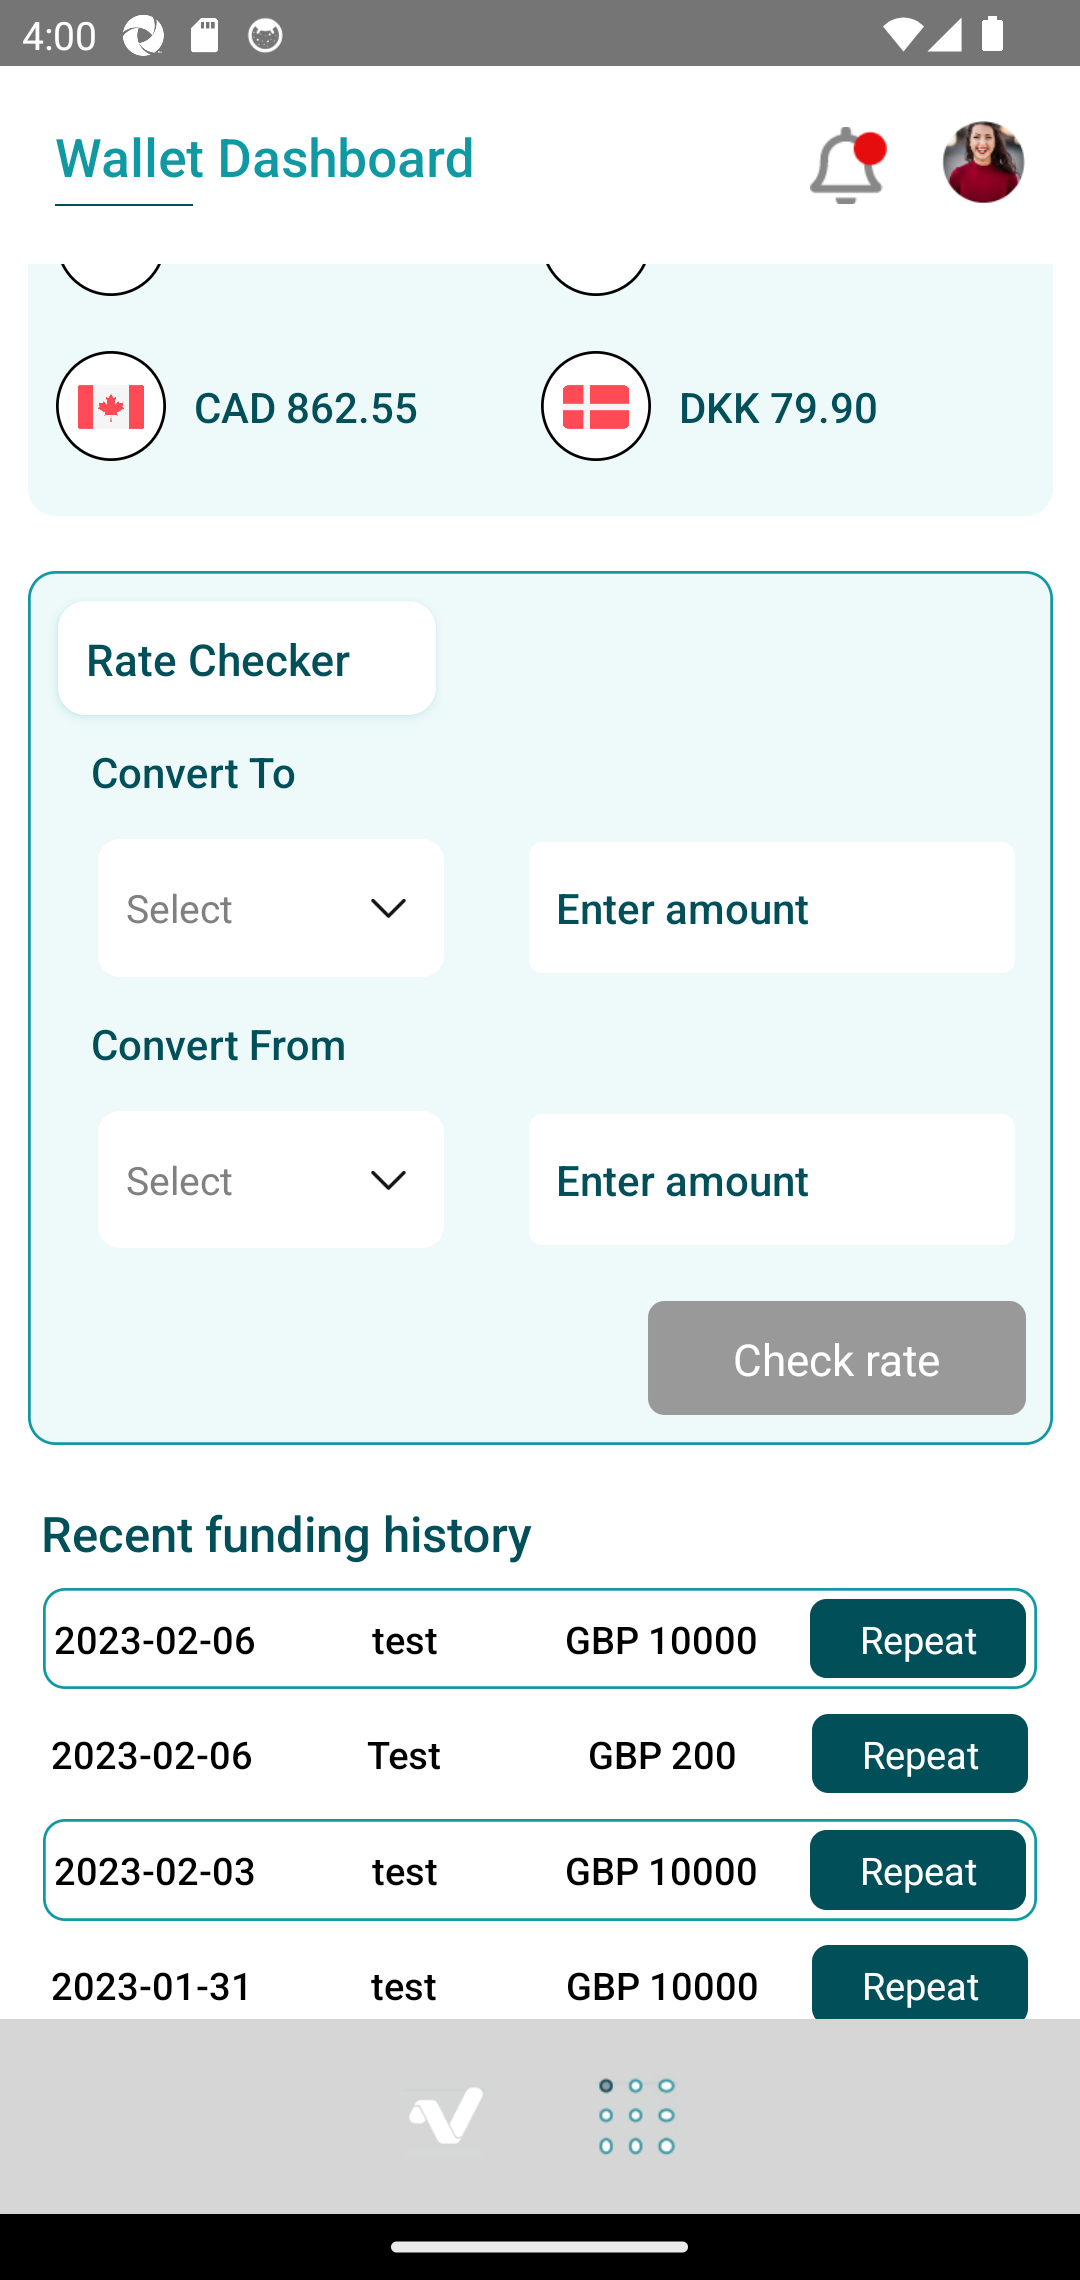 4:00
Wallet Dashboard
CAD 862.55 DKK 79.90
Rate Checker
Convert To
Select Enter amount
Convert From
Select Enter amount
Check rate
Recent funding history
2023-02-06 test GBP 10000 Repeat
2023-02-06 Test GBP 200 Repeat
2023-02-03 test GBP 10000 Repeat
2023-01-31 test GBP 10000 Repeat